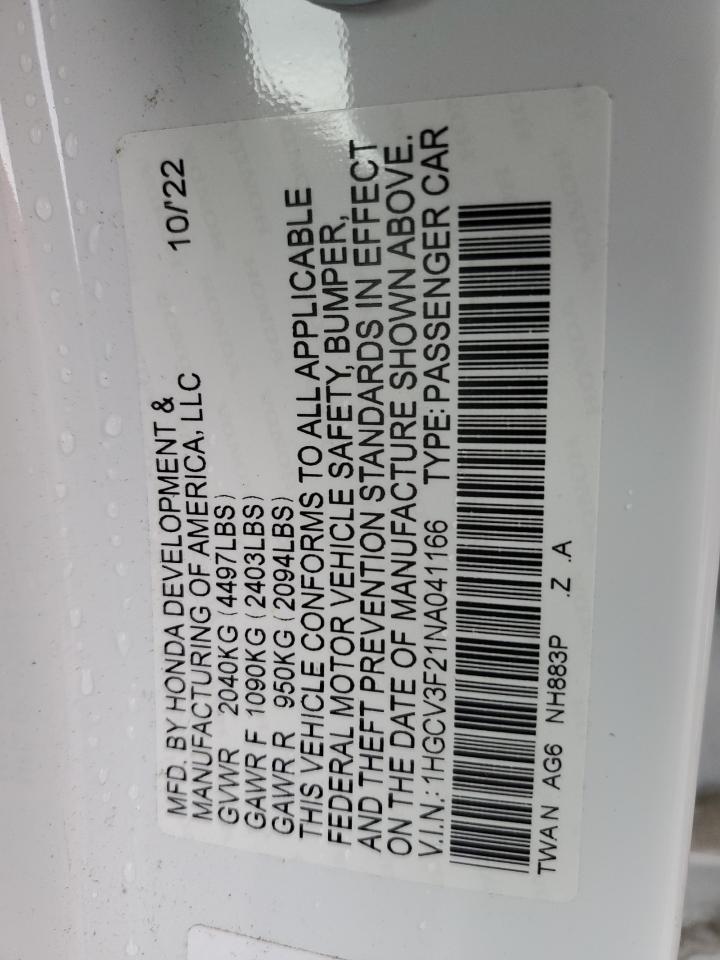 MFD. BY HONDA DEVELOPMENT & 10/22
MANUFACTURING OF AMERICA, LLC
GVWR 2040KG (4497LBS)
GAWR F 1090KG (2403LBS)
GAWR R 950KG (2094LBS)
THIS VEHICLE CONFORMS TO ALL APPLICABLE
FEDERAL MOTOR VEHICLE SAFETY, BUMPER,
AND THEFT PREVENTION STANDARDS IN EFFECT
ON THE DATE OF MANUFACTURE SHOWN ABOVE.
V.I.N.: 1HGCV3F21NA041166 TYPE: PASSENGER CAR
TWAN AG6 NH883P .Z .A